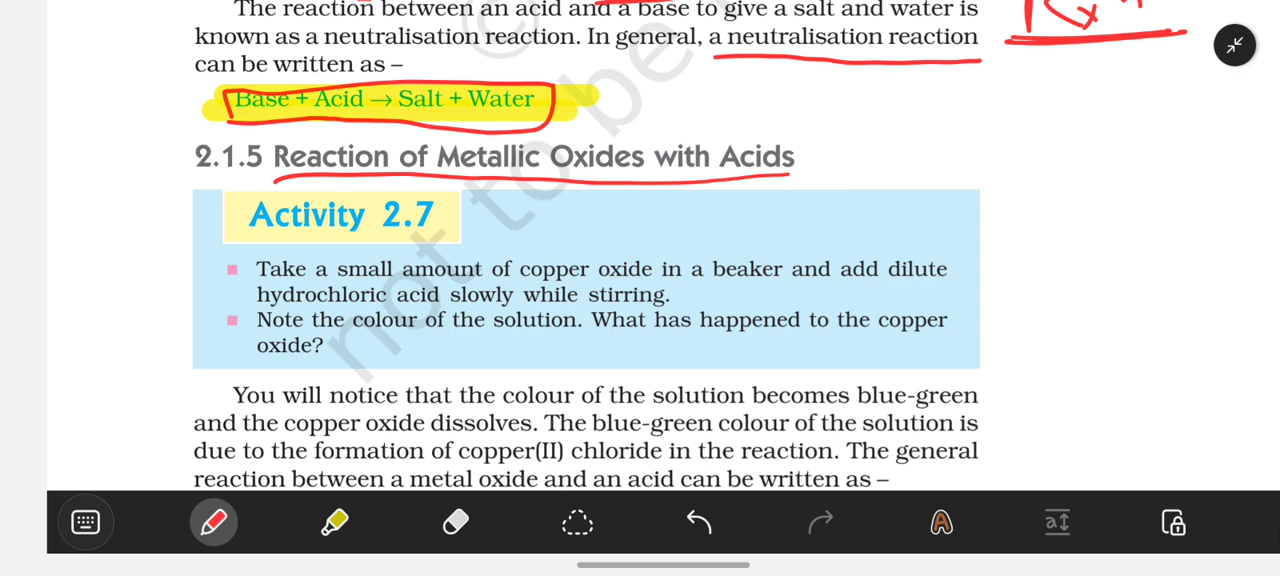 The reaction between an acid and a base to give a salt and water is
known as a neutralisation reaction. In general, a neutralisation reaction
can be written as –
Base + Acid → Salt + Water
2.1.5 Reaction of Metallic Oxides with Acids
Activity 2.7
Take a small amount of copper oxide in a beaker and add dilute
hydrochloric acid slowly while stirring.
Note the colour of the solution. What has happened to the copper
oxide?
You will notice that the colour of the solution becomes blue-green
and the copper oxide dissolves. The blue-green colour of the solution is
due to the formation of copper(II) chloride in the reaction. The general
reaction between a metal oxide and an acid can be written as –
©
not to be
A
a